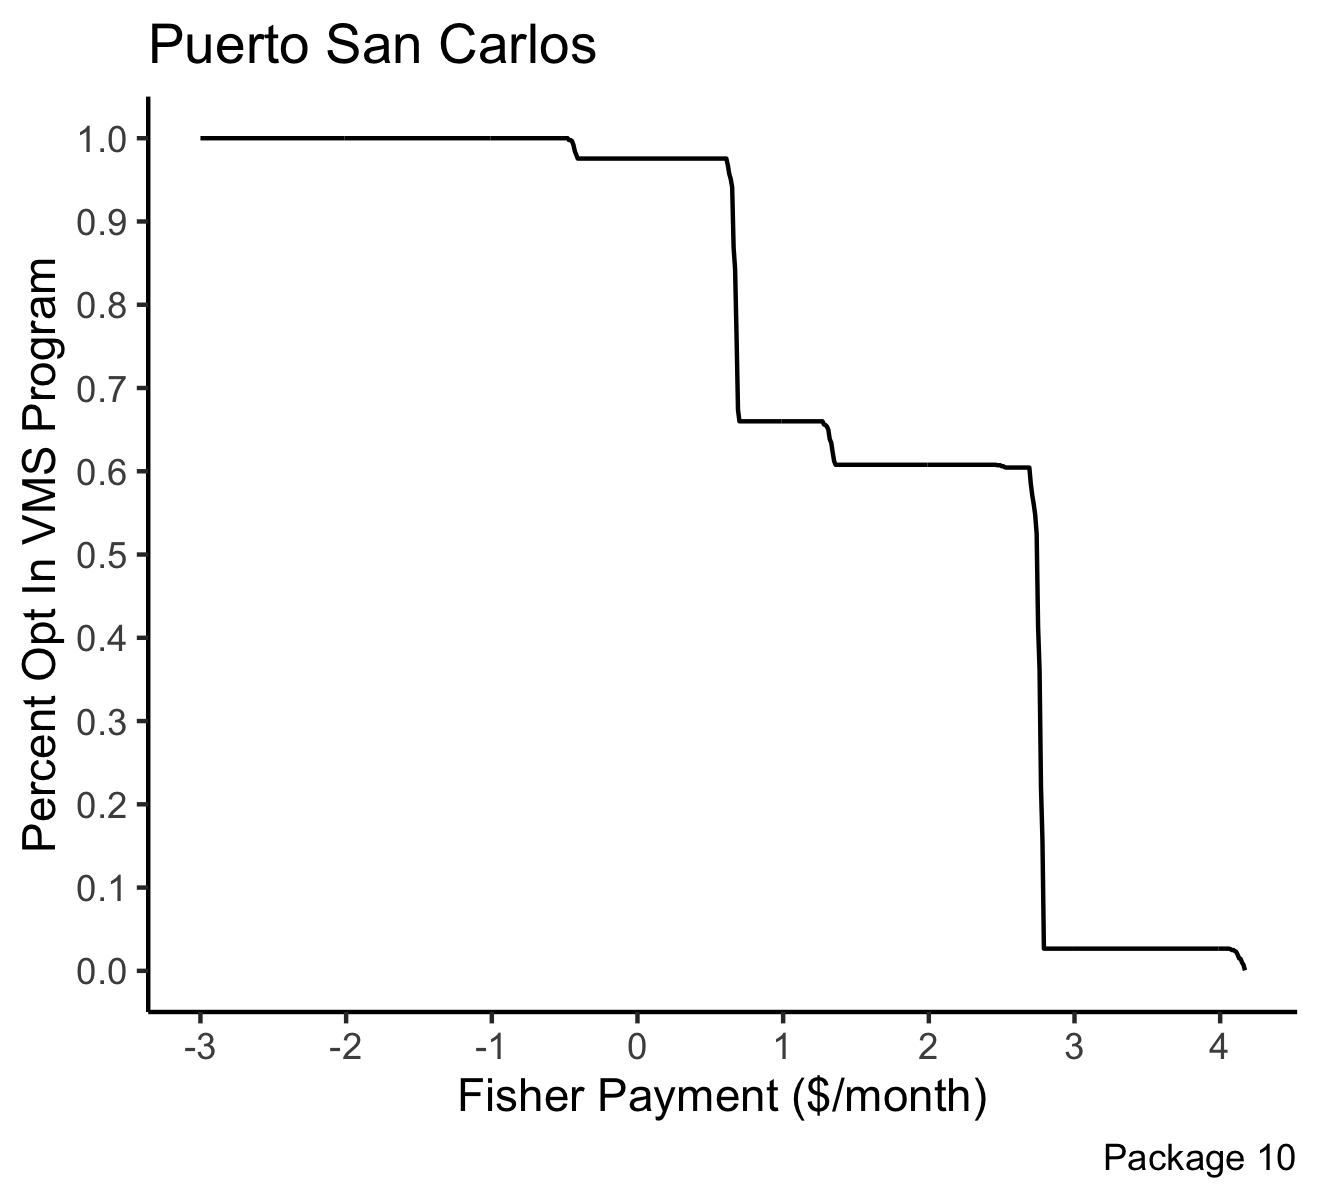 Puerto San Carlos
Percent Opt In VMS Program
1.0
0.9
0.8
0.7
0.6
0.5
0.4
0.3
0.2
0.1
0.0
-3 -2 -1 0 1 2 3 4
Fisher Payment ($/month)
Package 10